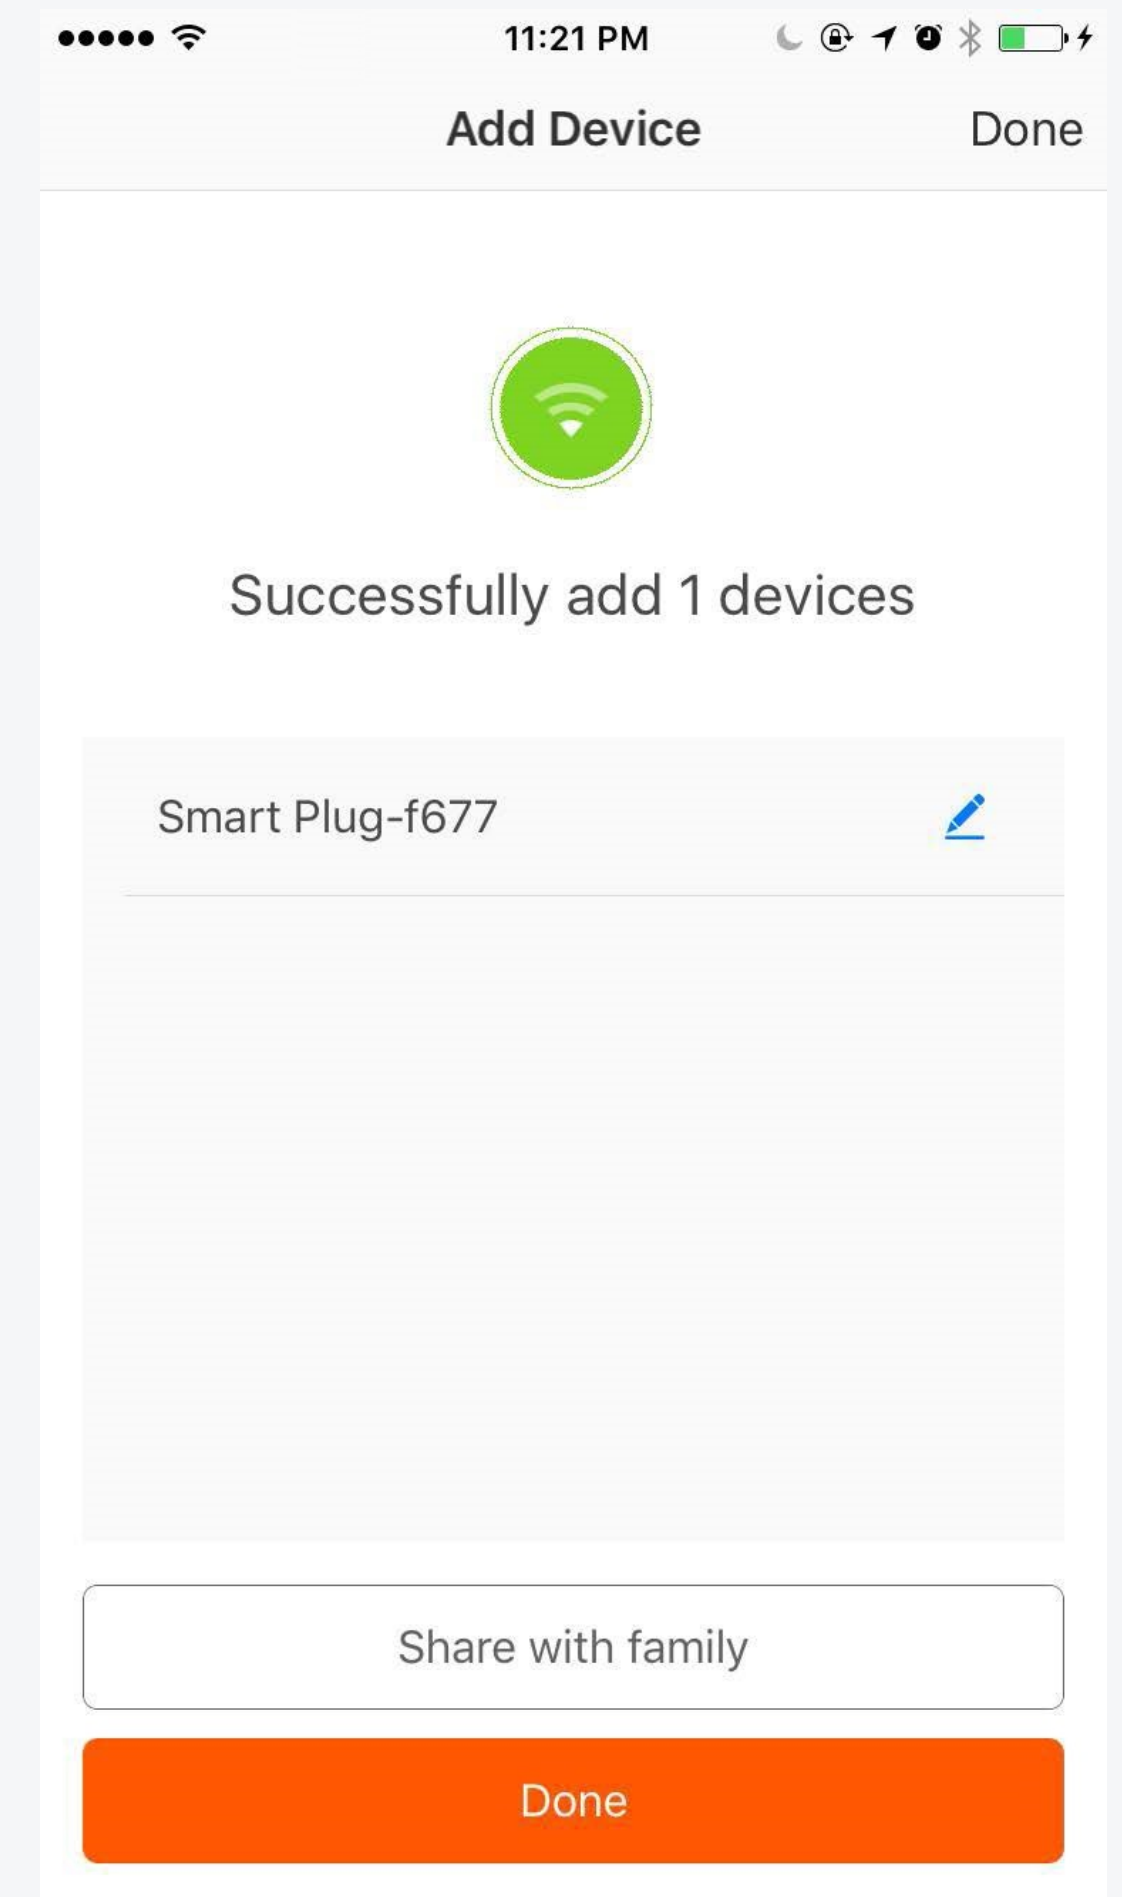 11:21 PM
Add Device
Done
Successfully add 1 devices
Smart Plug-f677
Share with family
Done